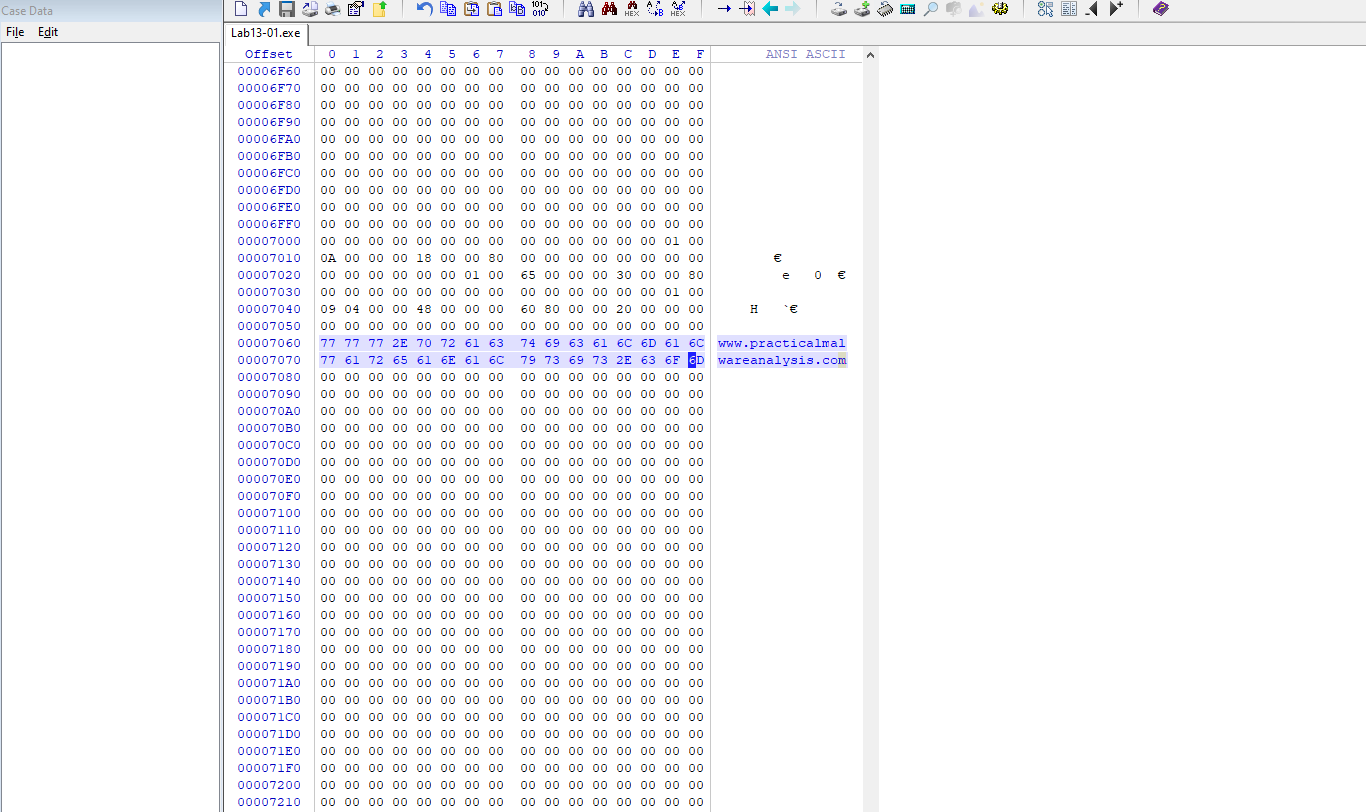 Case Data
File Edit
101
010
HEX
HEX
Lab13-01.exe
Offset 0 1 2 3 4 5 6 7 8 9 A B C D E F ANSI ASCII
00006F60 00 00 00 00 00 00 00 00 00 00 00 00 00 00 00 00
00006F70 00 00 00 00 00 00 00 00 00 00 00 00 00 00 00 00
00006F80 00 00 00 00 00 00 00 00 00 00 00 00 00 00 00 00
00006F90 00 00 00 00 00 00 00 00 00 00 00 00 00 00 00 00
00006FA0 00 00 00 00 00 00 00 00 00 00 00 00 00 00 00 00
00006FB0 00 00 00 00 00 00 00 00 00 00 00 00 00 00 00 00
00006FC0 00 00 00 00 00 00 00 00 00 00 00 00 00 00 00 00
00006FD0 00 00 00 00 00 00 00 00 00 00 00 00 00 00 00 00
00006FE0 00 00 00 00 00 00 00 00 00 00 00 00 00 00 00 00
00006FF0 00 00 00 00 00 00 00 00 00 00 00 00 00 00 00 00
00007000 00 00 00 00 00 00 00 00 00 00 00 00 00 00 01 00
00007010 0A 00 00 00 18 00 00 80 00 00 00 00 00 00 00 00 €
00007020 00 00 00 00 00 00 01 00 65 00 00 00 30 00 00 80 e 0 €
00007030 00 00 00 00 00 00 00 00 00 00 00 00 00 00 01 00
00007040 09 04 00 00 48 00 00 00 60 80 00 00 20 00 00 00 H `€
00007050 00 00 00 00 00 00 00 00 00 00 00 00 00 00 00 00
00007060 77 77 77 2E 70 72 61 63 74 69 63 61 6C 6D 61 6C www.practicalmal
00007070 77 61 72 65 61 6E 61 6C 79 73 69 73 2E 63 6F 6D wareanalysis.com
00007080 00 00 00 00 00 00 00 00 00 00 00 00 00 00 00 00
00007090 00 00 00 00 00 00 00 00 00 00 00 00 00 00 00 00
000070A0 00 00 00 00 00 00 00 00 00 00 00 00 00 00 00 00
000070B0 00 00 00 00 00 00 00 00 00 00 00 00 00 00 00 00
000070C0 00 00 00 00 00 00 00 00 00 00 00 00 00 00 00 00
000070D0 00 00 00 00 00 00 00 00 00 00 00 00 00 00 00 00
000070E0 00 00 00 00 00 00 00 00 00 00 00 00 00 00 00 00
000070F0 00 00 00 00 00 00 00 00 00 00 00 00 00 00 00 00
00007100 00 00 00 00 00 00 00 00 00 00 00 00 00 00 00 00
00007110 00 00 00 00 00 00 00 00 00 00 00 00 00 00 00 00
00007120 00 00 00 00 00 00 00 00 00 00 00 00 00 00 00 00
00007130 00 00 00 00 00 00 00 00 00 00 00 00 00 00 00 00
00007140 00 00 00 00 00 00 00 00 00 00 00 00 00 00 00 00
00007150 00 00 00 00 00 00 00 00 00 00 00 00 00 00 00 00
00007160 00 00 00 00 00 00 00 00 00 00 00 00 00 00 00 00
00007170 00 00 00 00 00 00 00 00 00 00 00 00 00 00 00 00
00007180 00 00 00 00 00 00 00 00 00 00 00 00 00 00 00 00
00007190 00 00 00 00 00 00 00 00 00 00 00 00 00 00 00 00
000071A0 00 00 00 00 00 00 00 00 00 00 00 00 00 00 00 00
000071B0 00 00 00 00 00 00 00 00 00 00 00 00 00 00 00 00
000071C0 00 00 00 00 00 00 00 00 00 00 00 00 00 00 00 00
000071D0 00 00 00 00 00 00 00 00 00 00 00 00 00 00 00 00
000071E0 00 00 00 00 00 00 00 00 00 00 00 00 00 00 00 00
000071F0 00 00 00 00 00 00 00 00 00 00 00 00 00 00 00 00
00007200 00 00 00 00 00 00 00 00 00 00 00 00 00 00 00 00
00007210 00 00 00 00 00 00 00 00 00 00 00 00 00 00 00 00